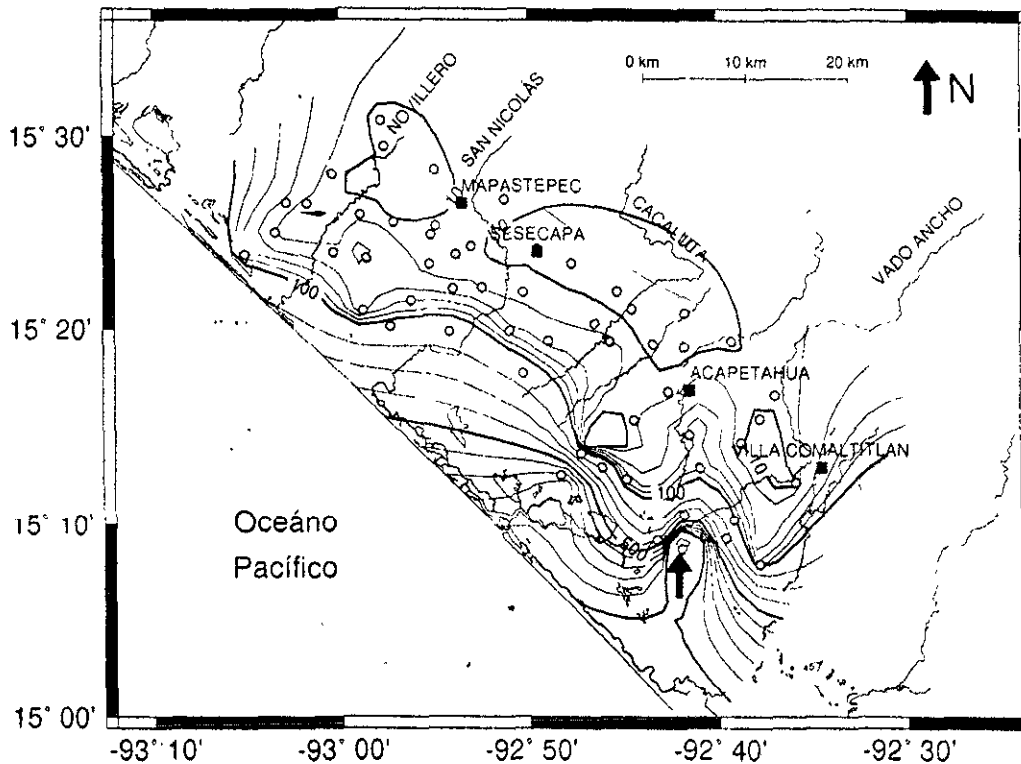 0 km 10 km 20 km
N
NOVILLERO
SAN NICOLÁS
MAPASTEPEC
SESECAPA
CACALUTA
VADO ANCHO
ACAPETAHUA
VILLA COMALTITLAN
100
100
10
500
Oceáno
Pacífico
15° 30'
15° 20'
15° 10'
15° 00'
-93° 10' -93° 00' -92° 50' -92° 40' -92° 30'